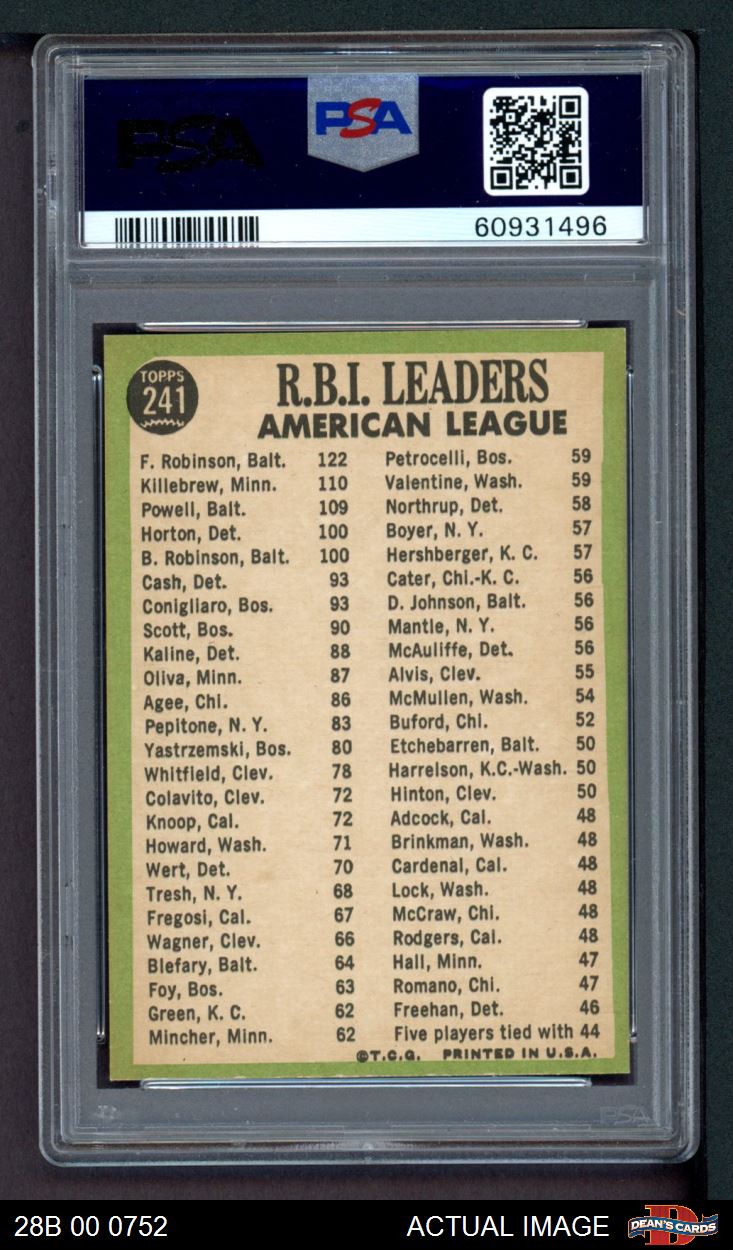 PSA
PSA
60931496
TOPPS
241
R.B.I. LEADERS
AMERICAN LEAGUE
F. Robinson, Balt. 122
Killebrew, Minn. 110
Powell, Balt. 109
Horton, Det. 100
B. Robinson, Balt. 100
Cash, Det. 93
Conigliaro, Bos. 93
Scott, Bos. 90
Kaline, Det. 88
Oliva, Minn. 87
Agee, Chi. 86
Pepitone, N. Y. 83
Yastrzemski, Bos. 80
Whitfield, Clev. 78
Colavito, Clev. 72
Knoop, Cal. 72
Howard, Wash. 71
Wert, Det. 70
Tresh, N. Y. 68
Fregosi, Cal. 67
Wagner, Clev. 66
Blefary, Balt. 64
Foy, Bos. 63
Green, K. C. 62
Mincher, Minn. 62
Petrocelli, Bos. 59
Valentine, Wash. 59
Northrup, Det. 58
Boyer, N. Y. 57
Hershberger, K. C. 57
Cater, Chi.-K. C. 56
D. Johnson, Balt. 56
Mantle, N. Y. 56
McAuliffe, Det. 56
Alvis, Clev. 55
McMullen, Wash. 54
Buford, Chi. 52
Etchebarren, Balt. 50
Harrelson, K.C.-Wash. 50
Hinton, Clev. 50
Adcock, Cal. 48
Brinkman, Wash. 48
Cardenal, Cal. 48
Lock, Wash. 48
McCraw, Chi. 48
Rodgers, Cal. 48
Hall, Minn. 47
Romano, Chi. 47
Freehan, Det. 46
Five players tied with 44
©T.C.G. PRINTED IN U.S.A.
PSA
28B 00 0752
ACTUAL IMAGE
DEAN'S CARDS